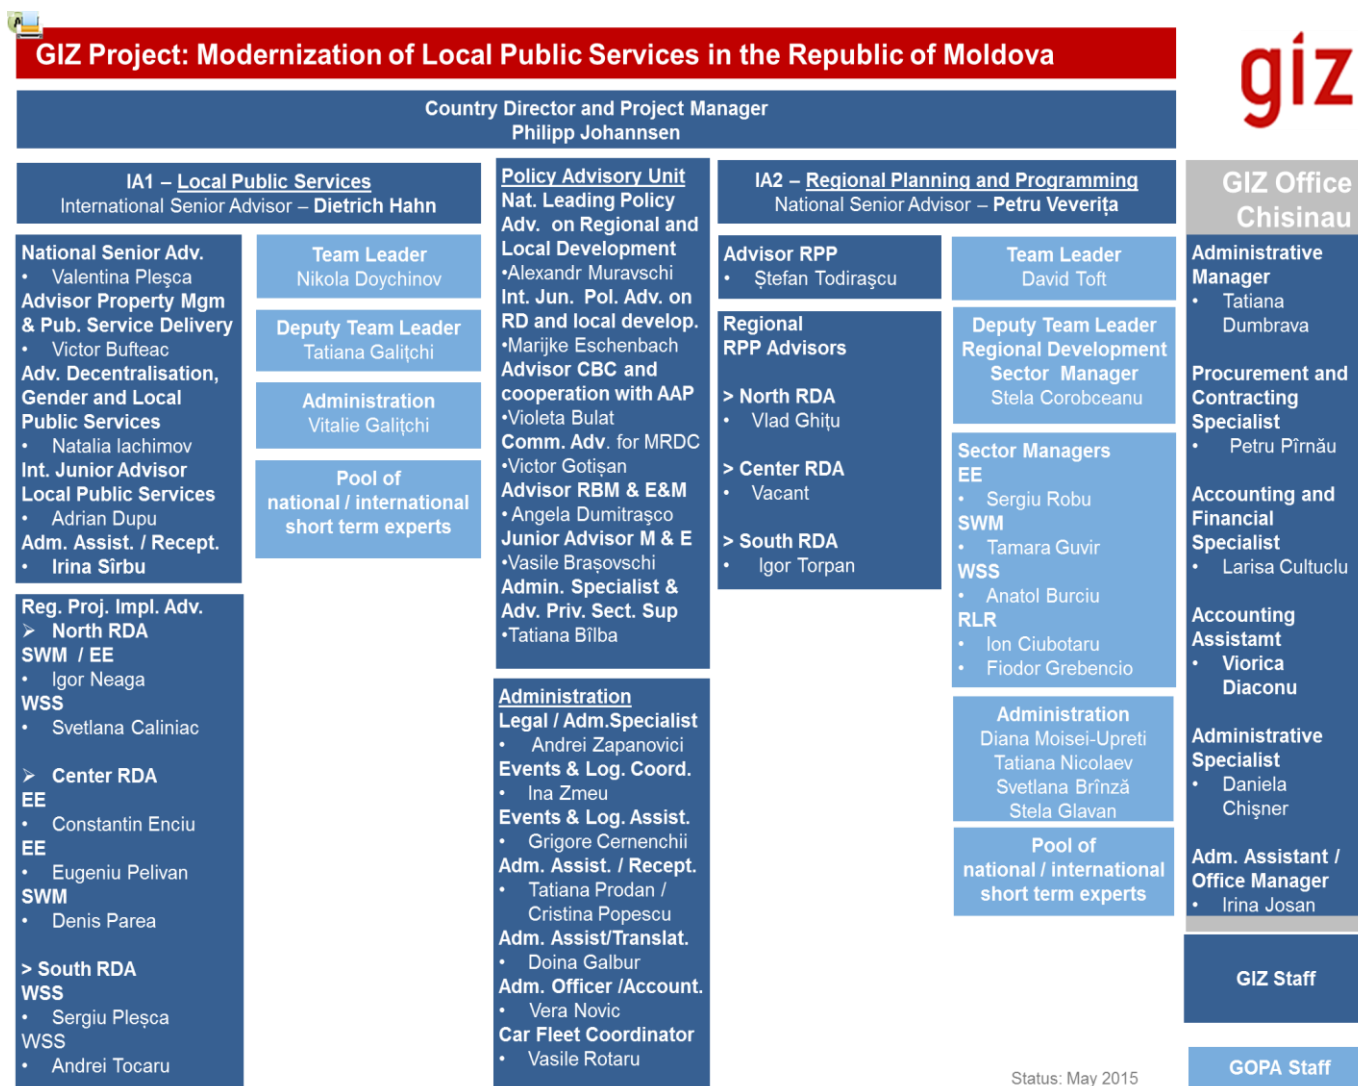 GIZ Project: Modernization of Local Public Services in the Republic of Moldova
giz
Country Director and Project Manager
Philipp Johannsen
IA1 – Local Public Services
International Senior Advisor – Dietrich Hahn
National Senior Adv.
• Valentina Pleşca
Advisor Property Mgm
& Pub. Service Delivery
• Victor Bufteac
Adv. Decentralisation,
Gender and Local
Public Services
• Natalia Iachimov
Int. Junior Advisor
Local Public Services
• Adrian Dupu
Adm. Assist. / Recept.
• Irina Sîrbu
Reg. Proj. Impl. Adv.
➢ North RDA
SWM / EE
• Igor Neaga
WSS
• Svetlana Caliniac
➢ Center RDA
EE
• Constantin Enciu
EE
• Eugeniu Pelivan
SWM
• Denis Parea
> South RDA
WSS
• Sergiu Pleșca
WSS
• Andrei Tocaru
Team Leader
Nikola Doychinov
Deputy Team Leader
Tatiana Galiţchi
Administration
Vitalie Galiţchi
Pool of
national / international
short term experts
Policy Advisory Unit
Nat. Leading Policy
Adv. on Regional and
Local Development
•Alexandr Muravschi
Int. Jun. Pol. Adv. on
RD and local develop.
•Marijke Eschenbach
Advisor CBC and
cooperation with AAP
•Violeta Bulat
Comm. Adv. for MRDC
•Victor Gotișan
Advisor RBM & E&M
•Angela Dumitraşco
Junior Advisor M & E
•Vasile Brașovschi
Admin. Specialist &
Adv. Priv. Sect. Sup
•Tatiana Bîlba
Administration
Legal / Adm.Specialist
• Andrei Zapanovici
Events & Log. Coord.
• Ina Zmeu
Events & Log. Assist.
• Grigore Cernenchii
Adm. Assist. / Recept.
• Tatiana Prodan /
Cristina Popescu
Adm. Assist/Translat.
• Doina Galbur
Adm. Officer /Account.
• Vera Novic
Car Fleet Coordinator
• Vasile Rotaru
IA2 – Regional Planning and Programming
National Senior Advisor – Petru Veverița
Advisor RPP
• Ștefan Todirașcu
Regional
RPP Advisors
> North RDA
• Vlad Ghițu
> Center RDA
• Vacant
> South RDA
• Igor Torpan
Team Leader
David Toft
Deputy Team Leader
Regional Development
Sector Manager
Stela Corobceanu
Sector Managers
EE
• Sergiu Robu
SWM
• Tamara Guvir
WSS
• Anatol Burciu
RLR
• Ion Ciubotaru
• Fiodor Grebencio
Administration
Diana Moisei-Upreti
Tatiana Nicolaev
Svetlana Brînză
Stela Glavan
Pool of
national / international
short term experts
GIZ Office
Chisinau
Administrative
Manager
• Tatiana
Dumbrava
Procurement and
Contracting
Specialist
• Petru Pîrnău
Accounting and
Financial
Specialist
• Larisa Cultuclu
Accounting
Assistamt
• Viorica
Diaconu
Administrative
Specialist
• Daniela
Chişner
Adm. Assistant /
Office Manager
• Irina Josan
GIZ Staff
GOPA Staff
Status: May 2015